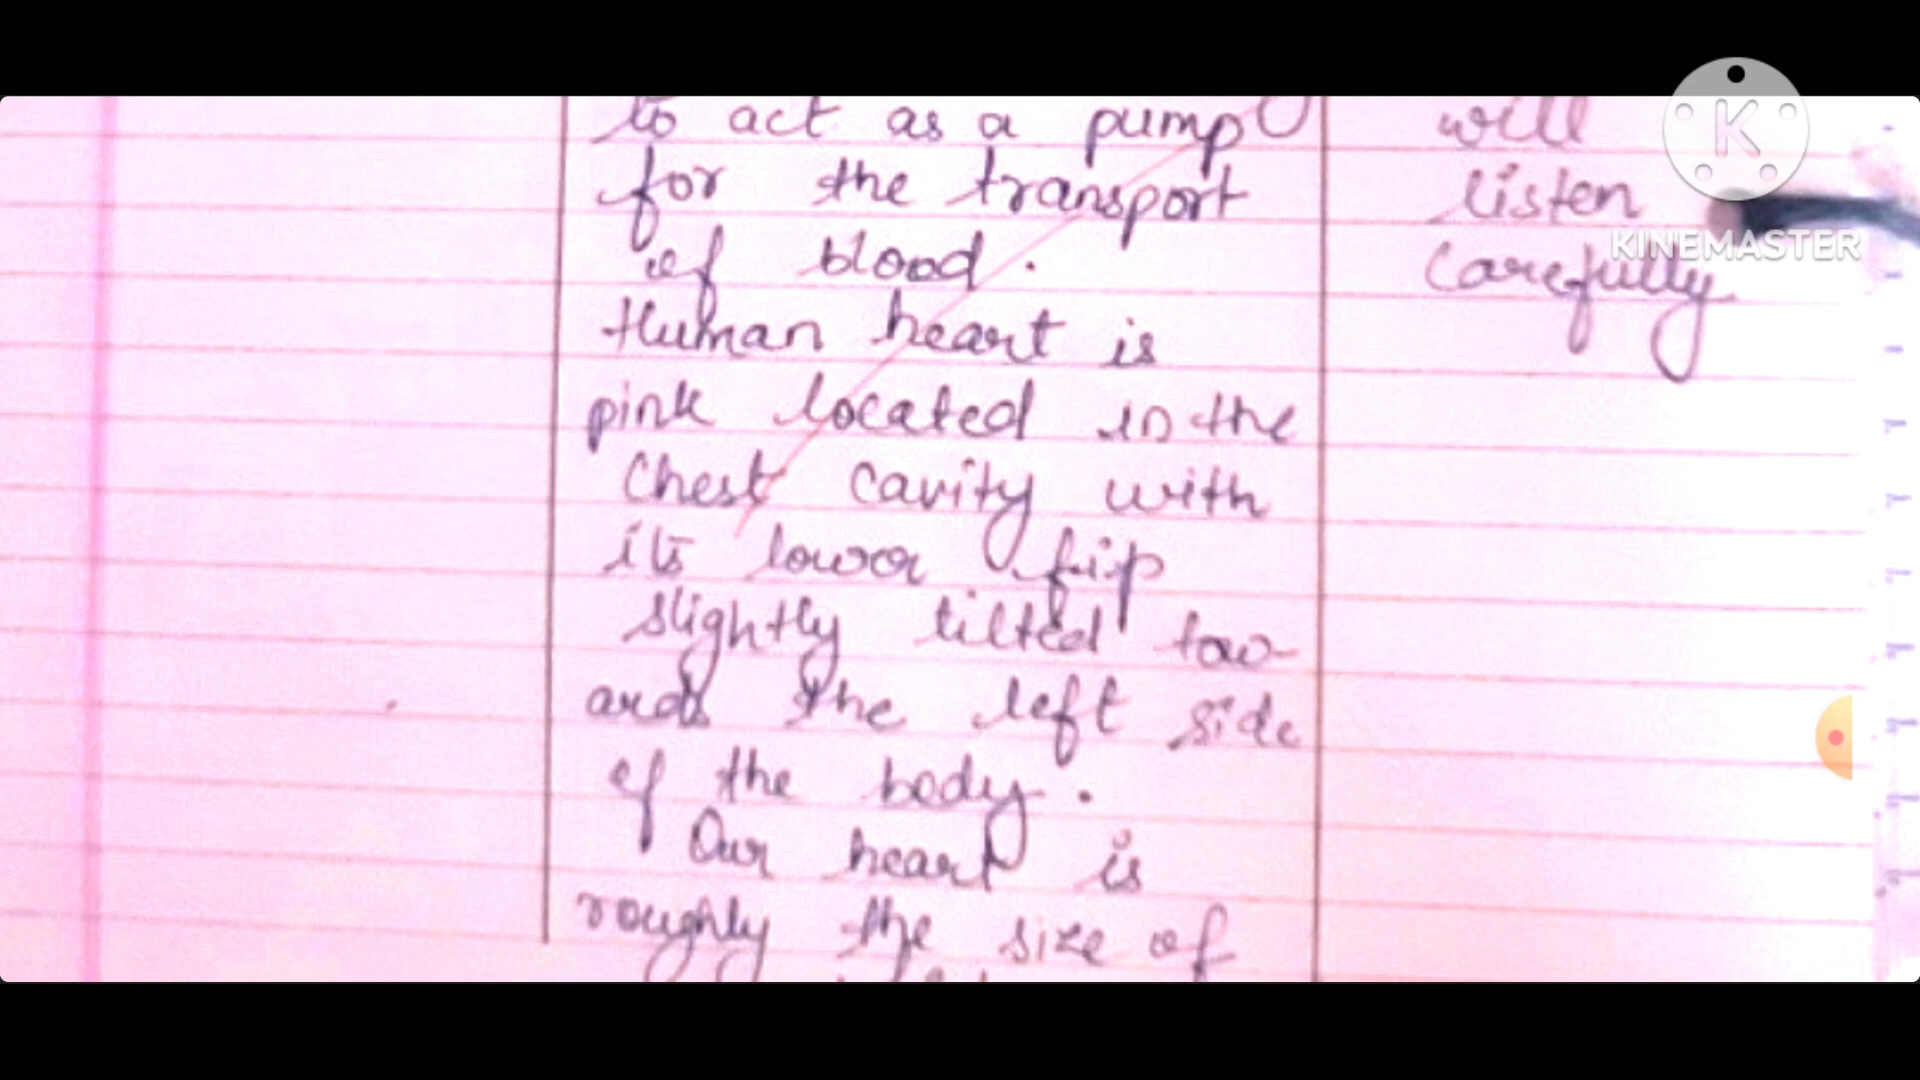 to act as a pump
for the transport
of blood.
Human heart is
pink located in the
chest cavity with
its lower tip
slightly tilted tow-
ards the left side
of the body.
Our heart is
roughly the size of
will
listen
carefully
K
KINEMASTER